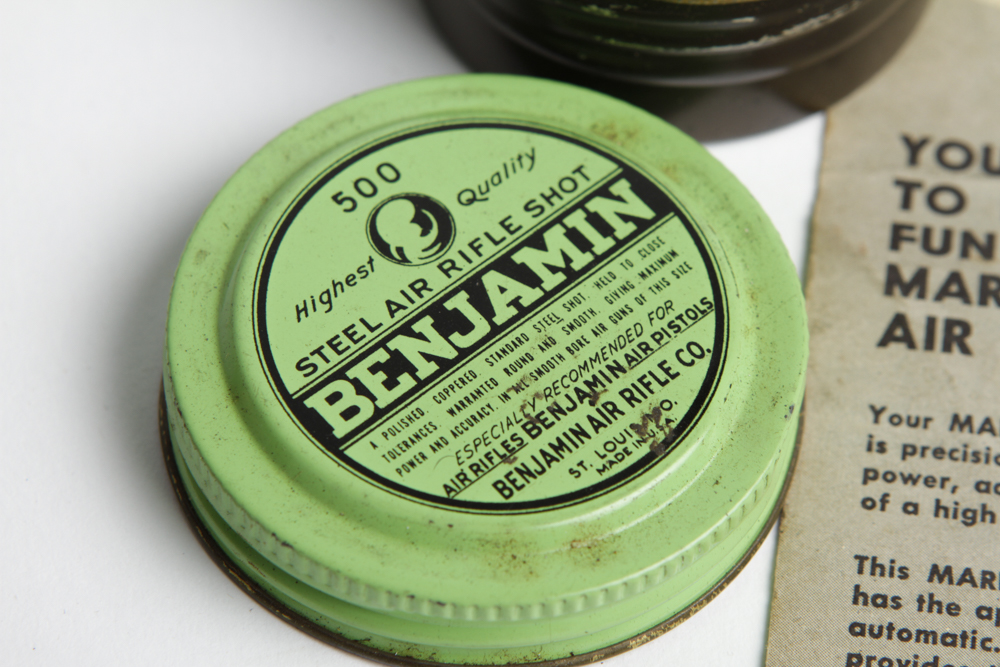 500
Highest Quality
STEEL AIR RIFLE SHOT
BENJAMIN
A POLISHED, COPPERED, STANDARD STEEL SHOT. HELD TO CLOSE
TOLERANCES. WARRANTED ROUND AND SMOOTH. GIVING MAXIMUM
POWER AND ACCURACY. IN ALL SMOOTH BORE AIR GUNS OF THIS SIZE
ESPECIALLY RECOMMENDED FOR
AIR RIFLES BENJAMIN AIR PISTOLS
BENJAMIN AIR RIFLE CO.
ST. LOUIS MO.
MADE IN U.S.A.
YOU
TO
FUN
MAR
AIR
Your MA
is precisio
power, ac
of a high
This MAR
has the ap
automatic.
provide